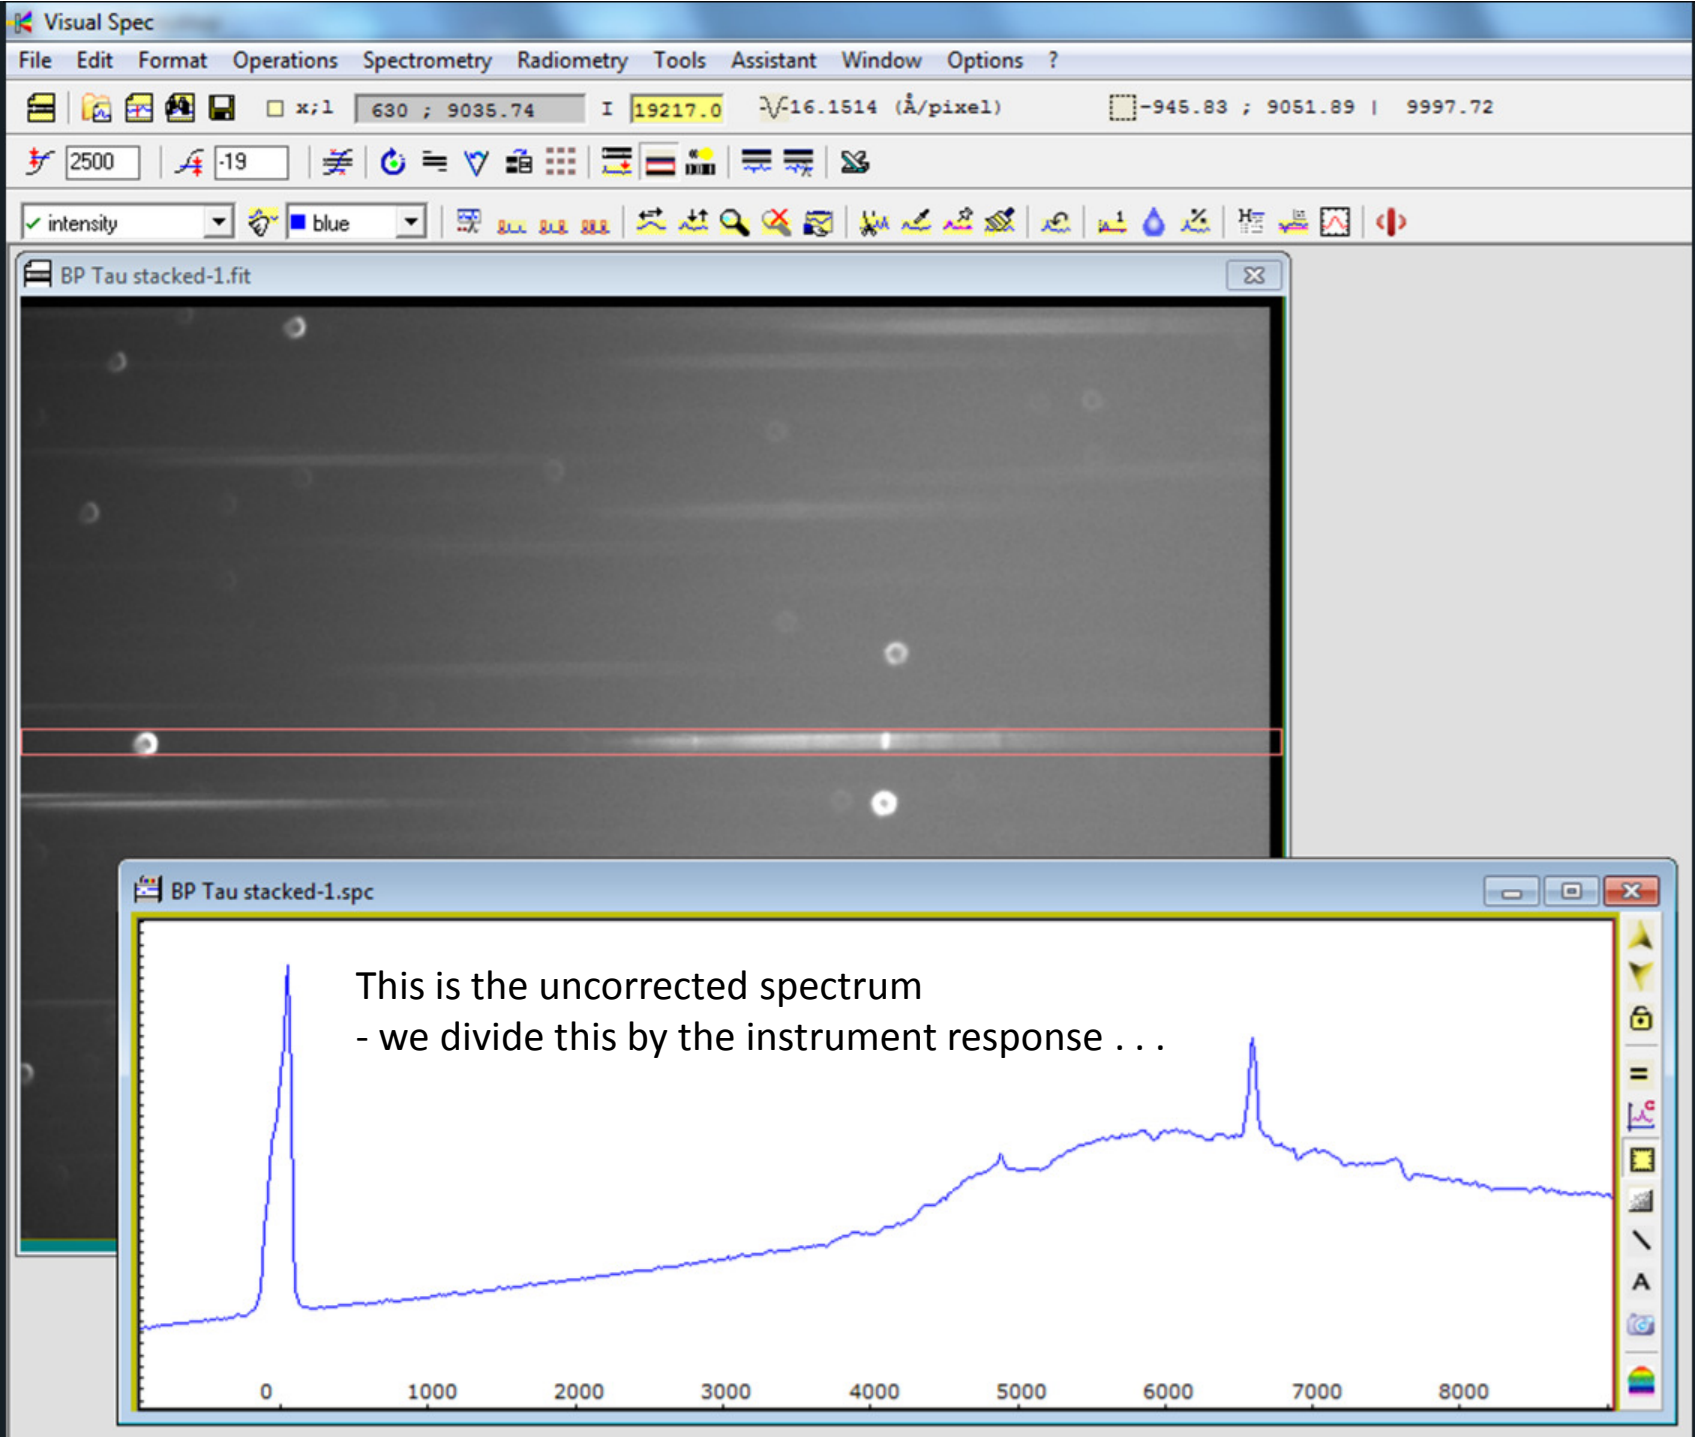 Visual Spec
File Edit Format Operations Spectrometry Radiometry Tools Assistant Window Options ?
x;l 630 ; 9035.74 I 19217.0 16.1514 (Å/pixel) -945.83 ; 9051.89 | 9997.72
2500 -19
intensity blue
BP Tau stacked-1.fit
BP Tau stacked-1.spc
This is the uncorrected spectrum
- we divide this by the instrument response . . .
0 1000 2000 3000 4000 5000 6000 7000 8000